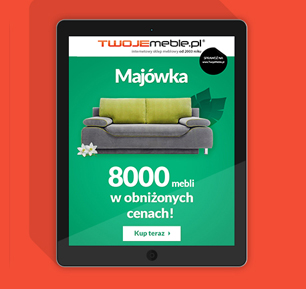 TWOJEmeble.pl
internetowy sklep meblowy od 2003 roku
SPRAWDŹ NA
www.twojemeble.pl
Majówka
8000 mebli
w obniżonych
cenach!
Kup teraz ›